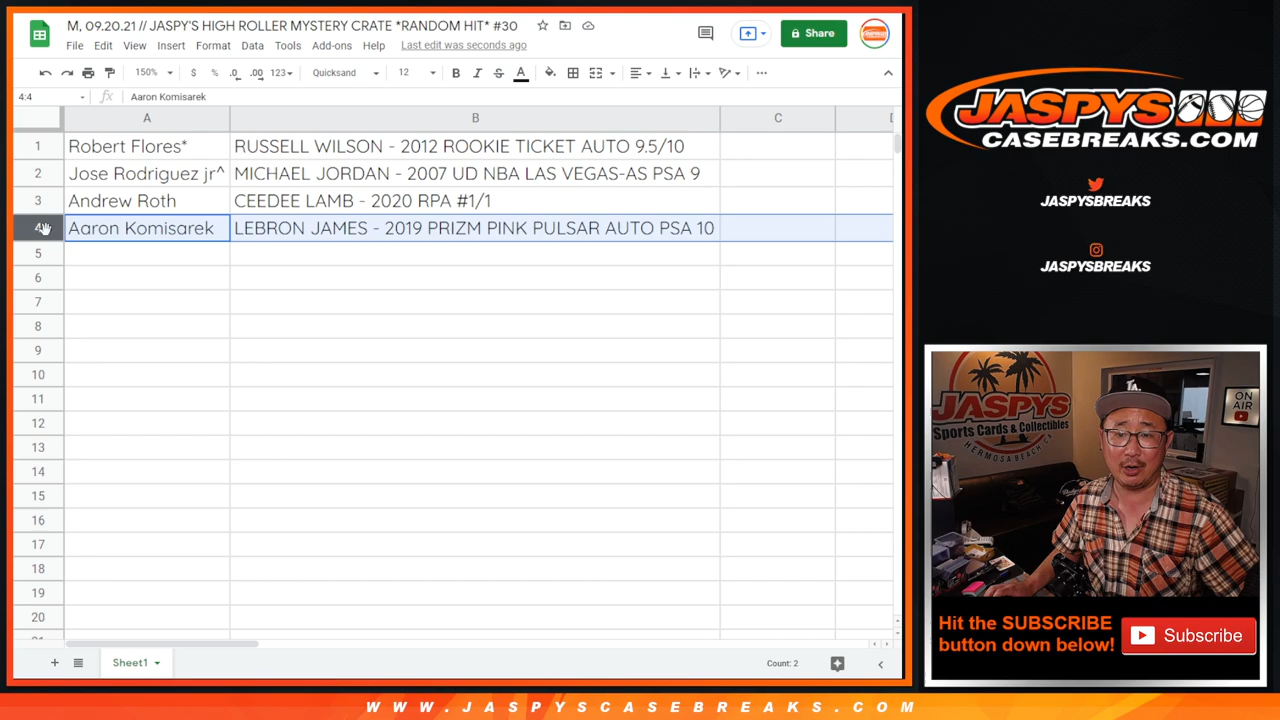 M, 09.20.21 // JASPY'S HIGH ROLLER MYSTERY CRATE *RANDOM HIT* #30
File Edit View Insert Format Data Tools Add-ons Help Last edit was seconds ago
Share
150% $ % .0 .00 123 Quicksand 12 B I S A
4:4 fx Aaron Komisarek
A B C D
1 Robert Flores* RUSSELL WILSON - 2012 ROOKIE TICKET AUTO 9.5/10
2 Jose Rodriguez jr^ MICHAEL JORDAN - 2007 UD NBA LAS VEGAS-AS PSA 9
3 Andrew Roth CEEDEE LAMB - 2020 RPA #1/1
4 Aaron Komisarek LEBRON JAMES - 2019 PRIZM PINK PULSAR AUTO PSA 10
5
6
7
8
9
10
11
12
13
14
15
16
17
18
19
20
21
Sheet1
Count: 2
JASPYS
CASEBREAKS.COM
JASPYSBREAKS
JASPYSBREAKS
JASPYS
Sports Cards & Collectibles
HERMOSA BEACH, CA
ON
AIR
Hit the SUBSCRIBE
button down below!
Subscribe
WWW.JASPYSCASEBREAKS.COM